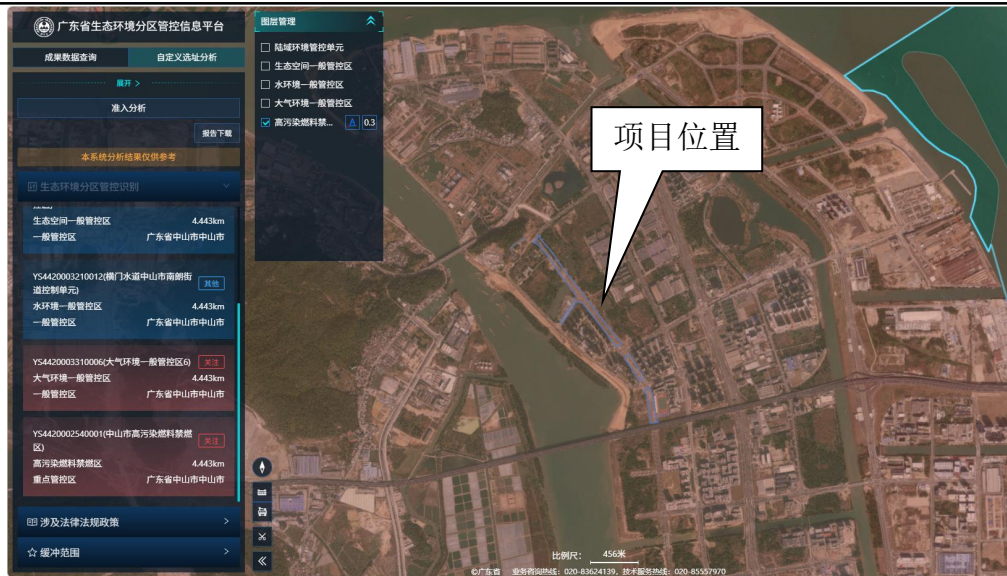 广东省生态环境分区管控信息平台
成果数据查询 自定义选址分析
展开 >
准入分析
报告下载
本系统分析结果仅供参考
生态环境分区管控识别
生态空间一般管控区 4.443km
一般管控区 广东省中山市中山市
YS4420003210012(横门水道中山市南朗街
道控制单元) 其他
水环境一般管控区 4.443km
一般管控区 广东省中山市中山市
YS4420003310006(大气环境一般管控区6) 关注
大气环境一般管控区 4.443km
一般管控区 广东省中山市中山市
YS4420002540001(中山市高污染燃料禁燃
区) 关注
高污染燃料禁燃区 4.443km
重点管控区 广东省中山市中山市
涉及法律法规政策 >
缓冲范围 >
图层管理
陆域环境管控单元
生态空间一般管控区
水环境一般管控区
大气环境一般管控区
高污染燃料禁... A 0.3
项目位置
比例尺： 456米
©广东省 业务咨询热线：020-83624139，技术服务热线：020-85557970